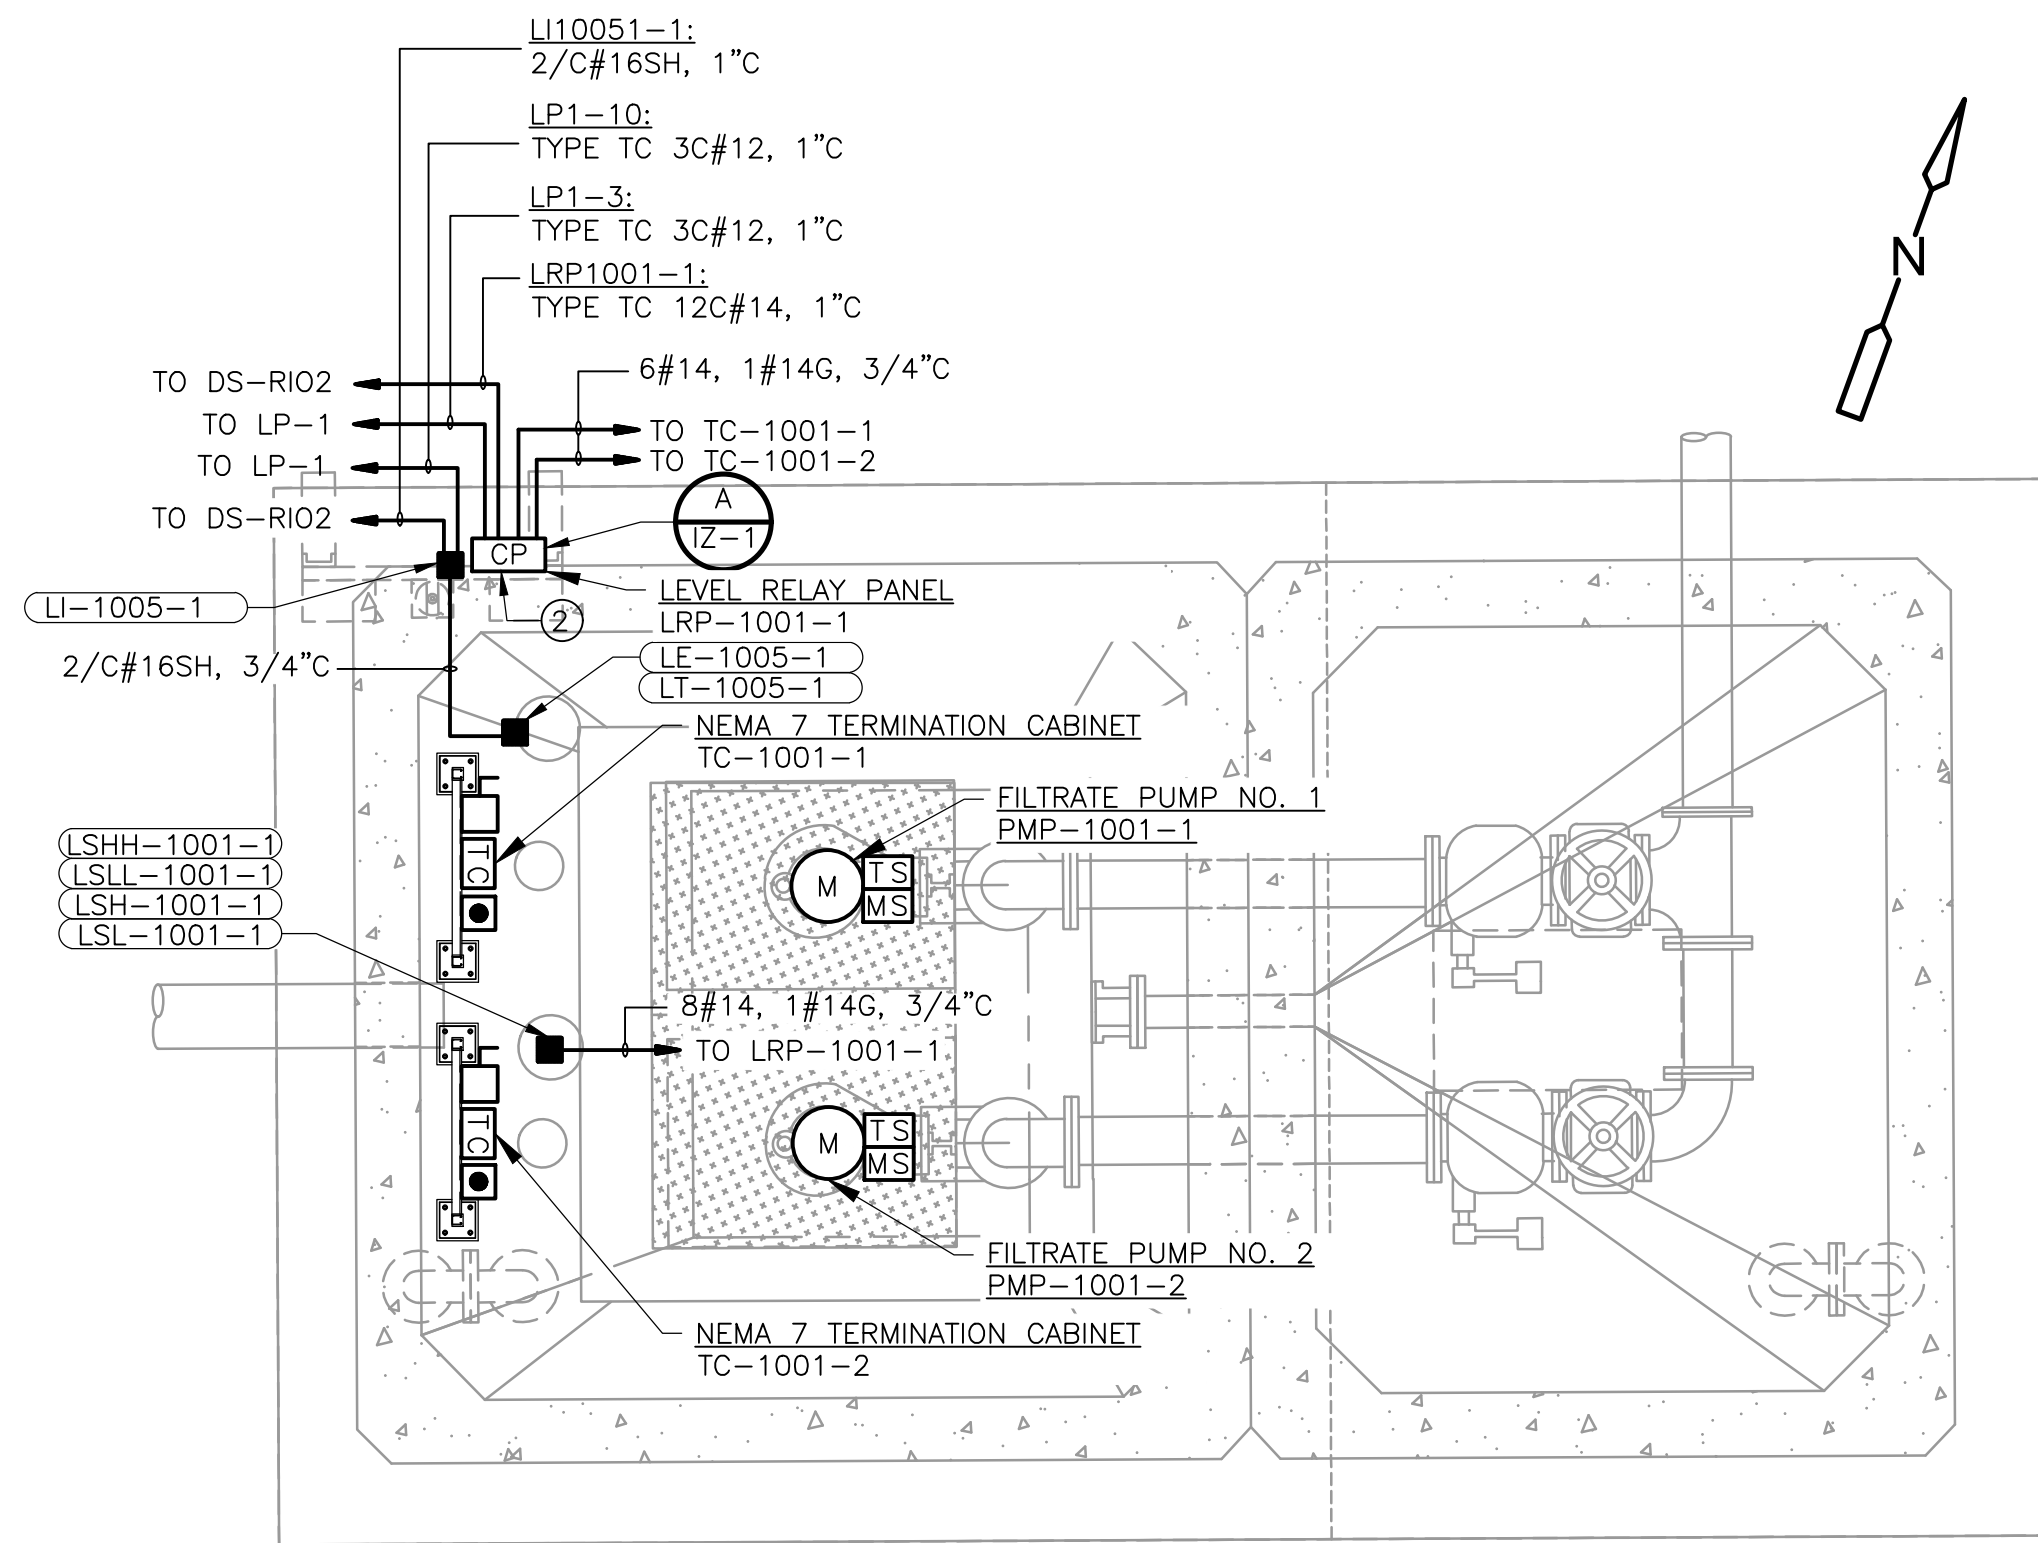 LI10051-1:
2/C#16SH, 1"C
LP1-10:
TYPE TC 3C#12, 1"C
LP1-3:
TYPE TC 3C#12, 1"C
LRP1001-1:
TYPE TC 12C#14, 1"C
N
TO DS-RIO2
6#14, 1#14G, 3/4"C
TO LP-1
TO TC-1001-1
TO LP-1
TO TC-1001-2
TO DS-RIO2
A
IZ-1
CP
LI-1005-1
LEVEL RELAY PANEL
LRP-1001-1
2
2/C#16SH, 3/4"C
LE-1005-1
LT-1005-1
NEMA 7 TERMINATION CABINET
TC-1001-1
FILTRATE PUMP NO. 1
PMP-1001-1
LSHH-1001-1
LSLL-1001-1
LSH-1001-1
LSL-1001-1
TC
M
TS
MS
8#14, 1#14G, 3/4"C
TO LRP-1001-1
TC
M
TS
MS
FILTRATE PUMP NO. 2
PMP-1001-2
NEMA 7 TERMINATION CABINET
TC-1001-2